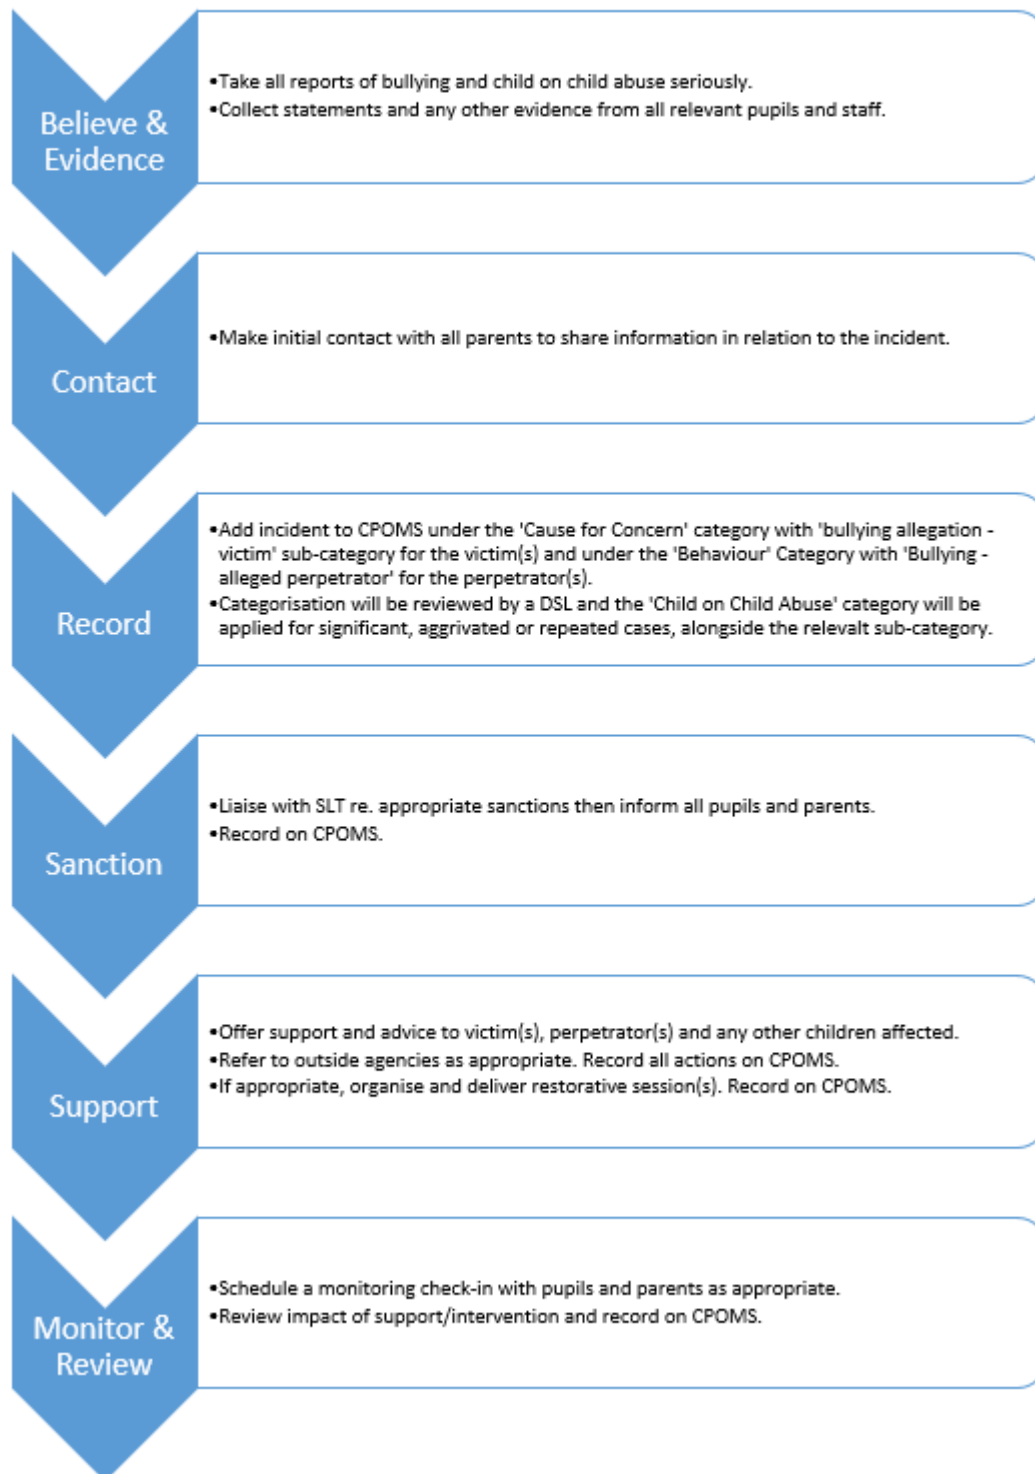 Believe &
Evidence
•Take all reports of bullying and child on child abuse seriously.
•Collect statements and any other evidence from all relevant pupils and staff.
Contact
•Make initial contact with all parents to share information in relation to the incident.
Record
•Add incident to CPOMS under the 'Cause for Concern' category with 'bullying allegation -
victim' sub-category for the victim(s) and under the 'Behaviour' Category with 'Bullying -
alleged perpetrator' for the perpetrator(s).
•Categorisation will be reviewed by a DSL and the 'Child on Child Abuse' category will be
applied for significant, aggrivated or repeated cases, alongside the relevalt sub-category.
Sanction
•Liaise with SLT re. appropriate sanctions then inform all pupils and parents.
•Record on CPOMS.
Support
•Offer support and advice to victim(s), perpetrator(s) and any other children affected.
•Refer to outside agencies as appropriate. Record all actions on CPOMS.
•If appropriate, organise and deliver restorative session(s). Record on CPOMS.
Monitor &
Review
•Schedule a monitoring check-in with pupils and parents as appropriate.
•Review impact of support/intervention and record on CPOMS.